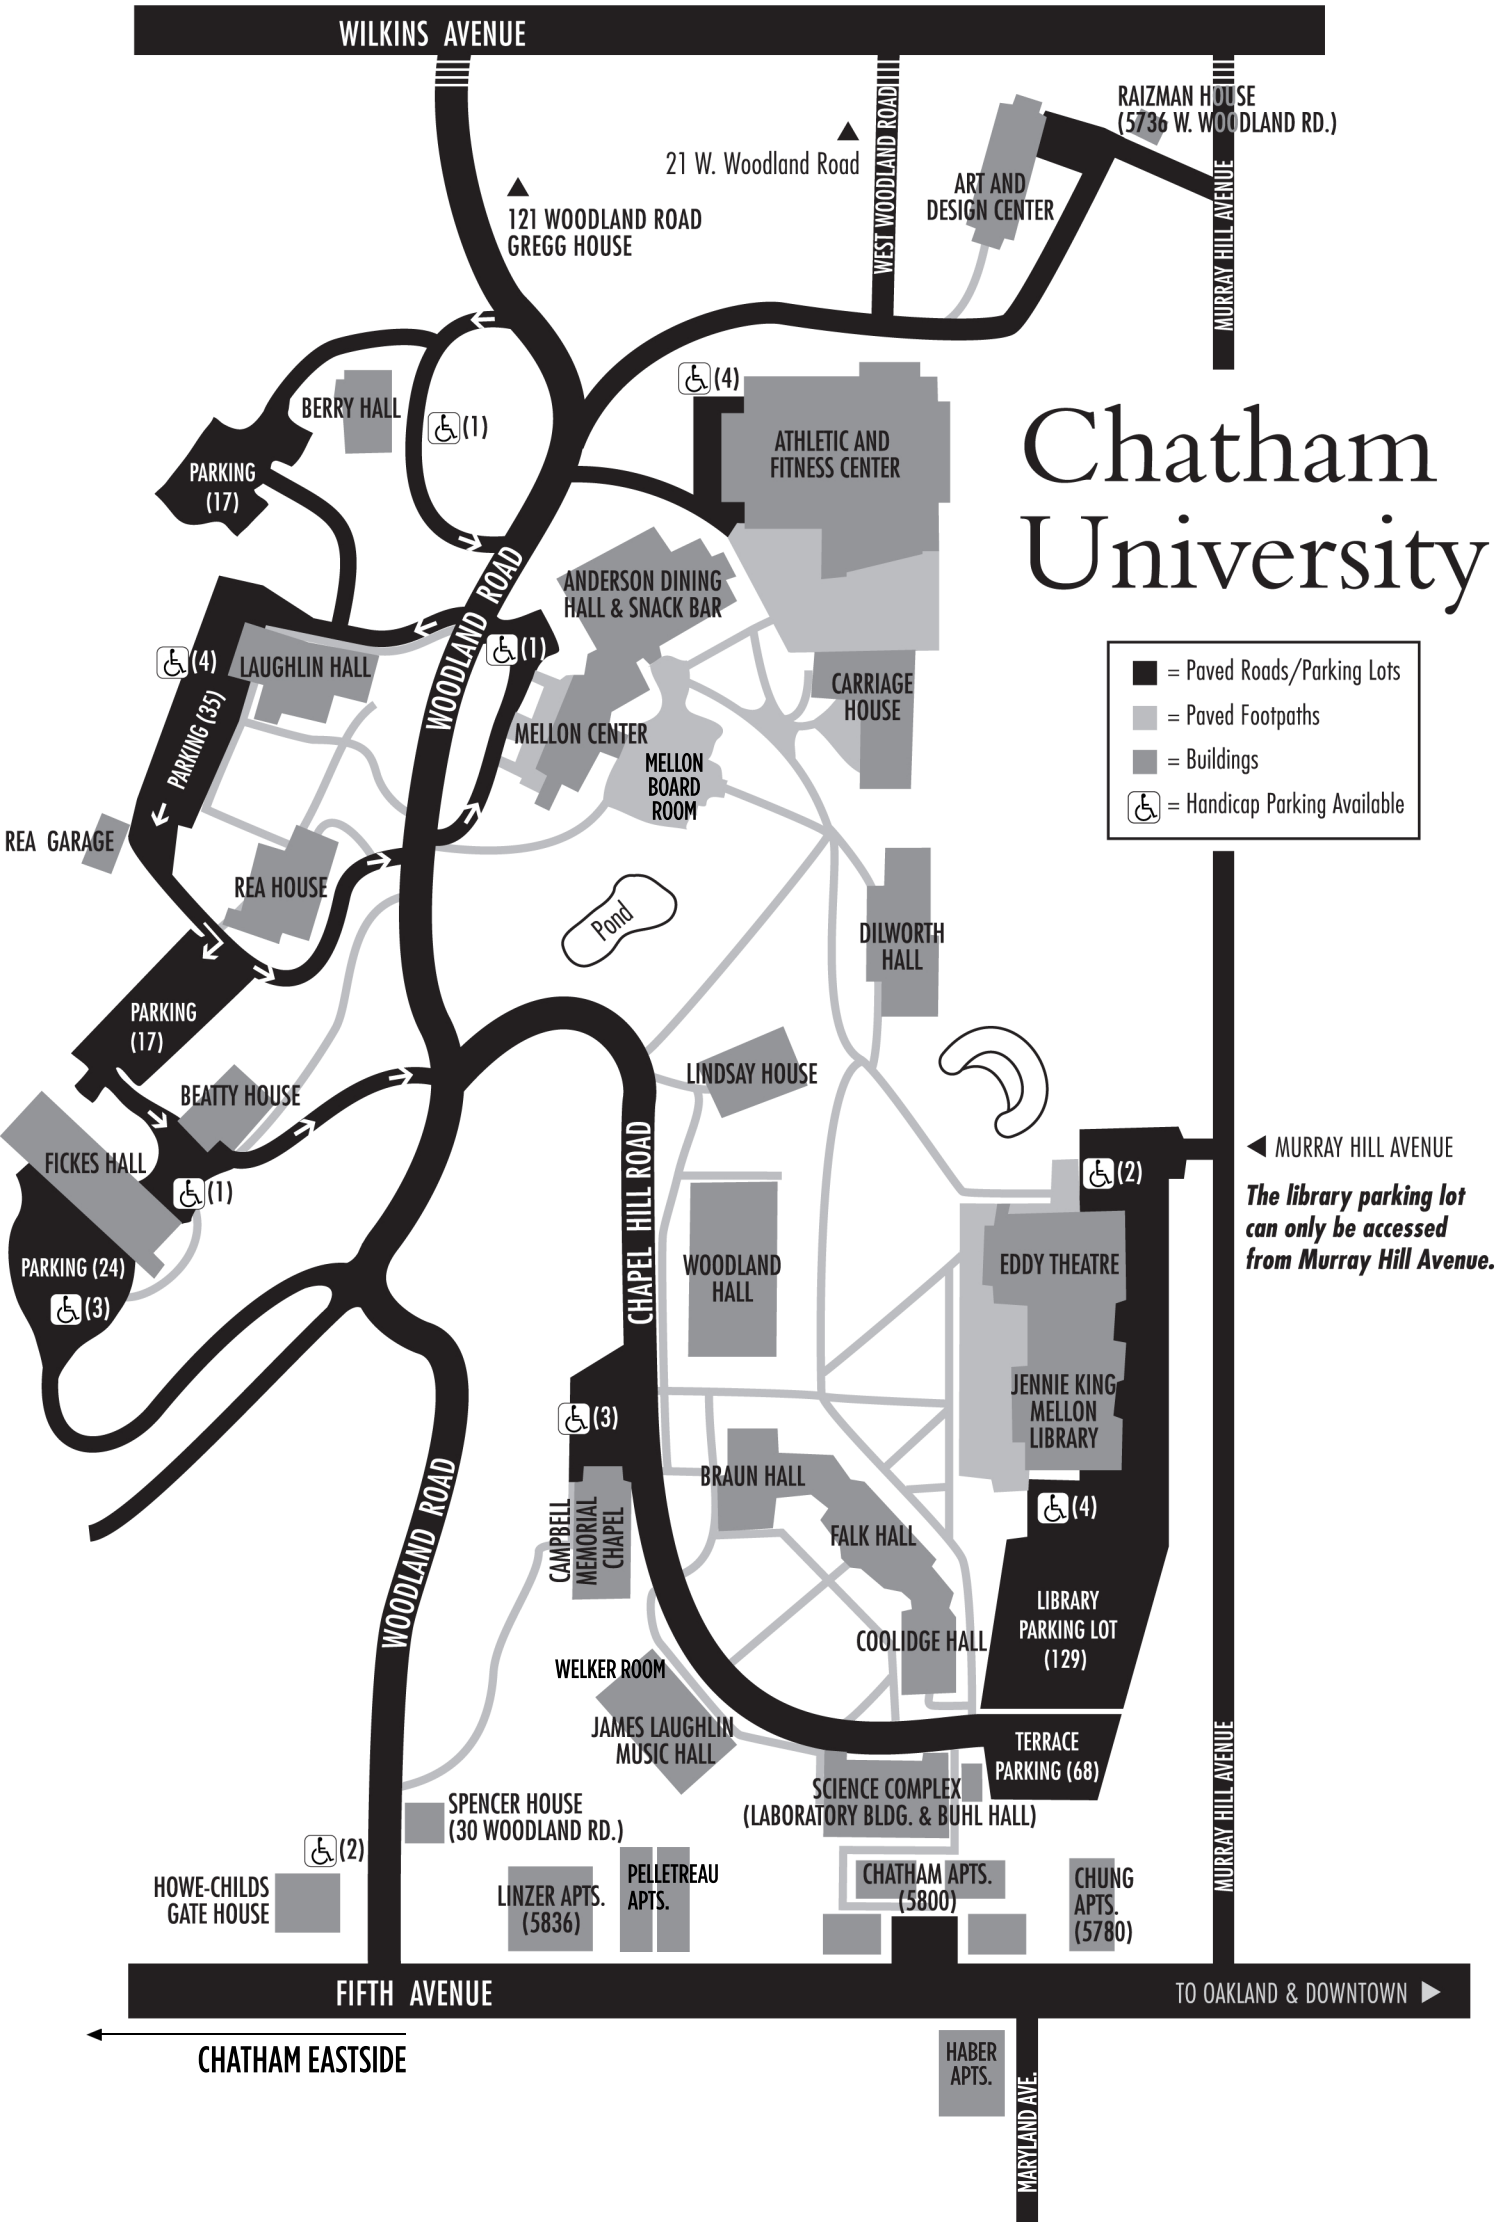 WILKINS AVENUE
RAIZMAN HOUSE
(5736 W. WOODLAND RD.)
WEST WOODLAND ROAD
21 W. Woodland Road
ART AND
DESIGN CENTER
MURRAY HILL AVENUE
121 WOODLAND ROAD
GREGG HOUSE
(4)
BERRY HALL
(1)
ATHLETIC AND
FITNESS CENTER
Chatham
University
PARKING
(17)
WOODLAND ROAD
ANDERSON DINING
HALL & SNACK BAR
(1)
(4)
LAUGHLIN HALL
PARKING (35)
CARRIAGE
HOUSE
= Paved Roads/Parking Lots
= Paved Footpaths
= Buildings
= Handicap Parking Available
MELLON CENTER
MELLON
BOARD
ROOM
REA GARAGE
REA HOUSE
Pond
DILWORTH
HALL
PARKING
(17)
LINDSAY HOUSE
BEATTY HOUSE
FICKES HALL
(1)
CHAPEL HILL ROAD
(2)
MURRAY HILL AVENUE
The library parking lot
can only be accessed
from Murray Hill Avenue.
PARKING (24)
(3)
WOODLAND
HALL
EDDY THEATRE
JENNIE KING
MELLON
LIBRARY
(3)
BRAUN HALL
WOODLAND ROAD
CAMPBELL
MEMORIAL
CHAPEL
FALK HALL
(4)
LIBRARY
PARKING LOT
(129)
COOLIDGE HALL
WELKER ROOM
JAMES LAUGHLIN
MUSIC HALL
TERRACE
PARKING (68)
MURRAY HILL AVENUE
SCIENCE COMPLEX
(LABORATORY BLDG. & BUHL HALL)
SPENCER HOUSE
(30 WOODLAND RD.)
(2)
HOWE-CHILDS
GATE HOUSE
LINZER APTS.
(5836)
PELLETREAU
APTS.
CHATHAM APTS.
(5800)
CHUNG
APTS.
(5780)
FIFTH AVENUE
TO OAKLAND & DOWNTOWN
CHATHAM EASTSIDE
HABER
APTS.
MARYLAND AVE.